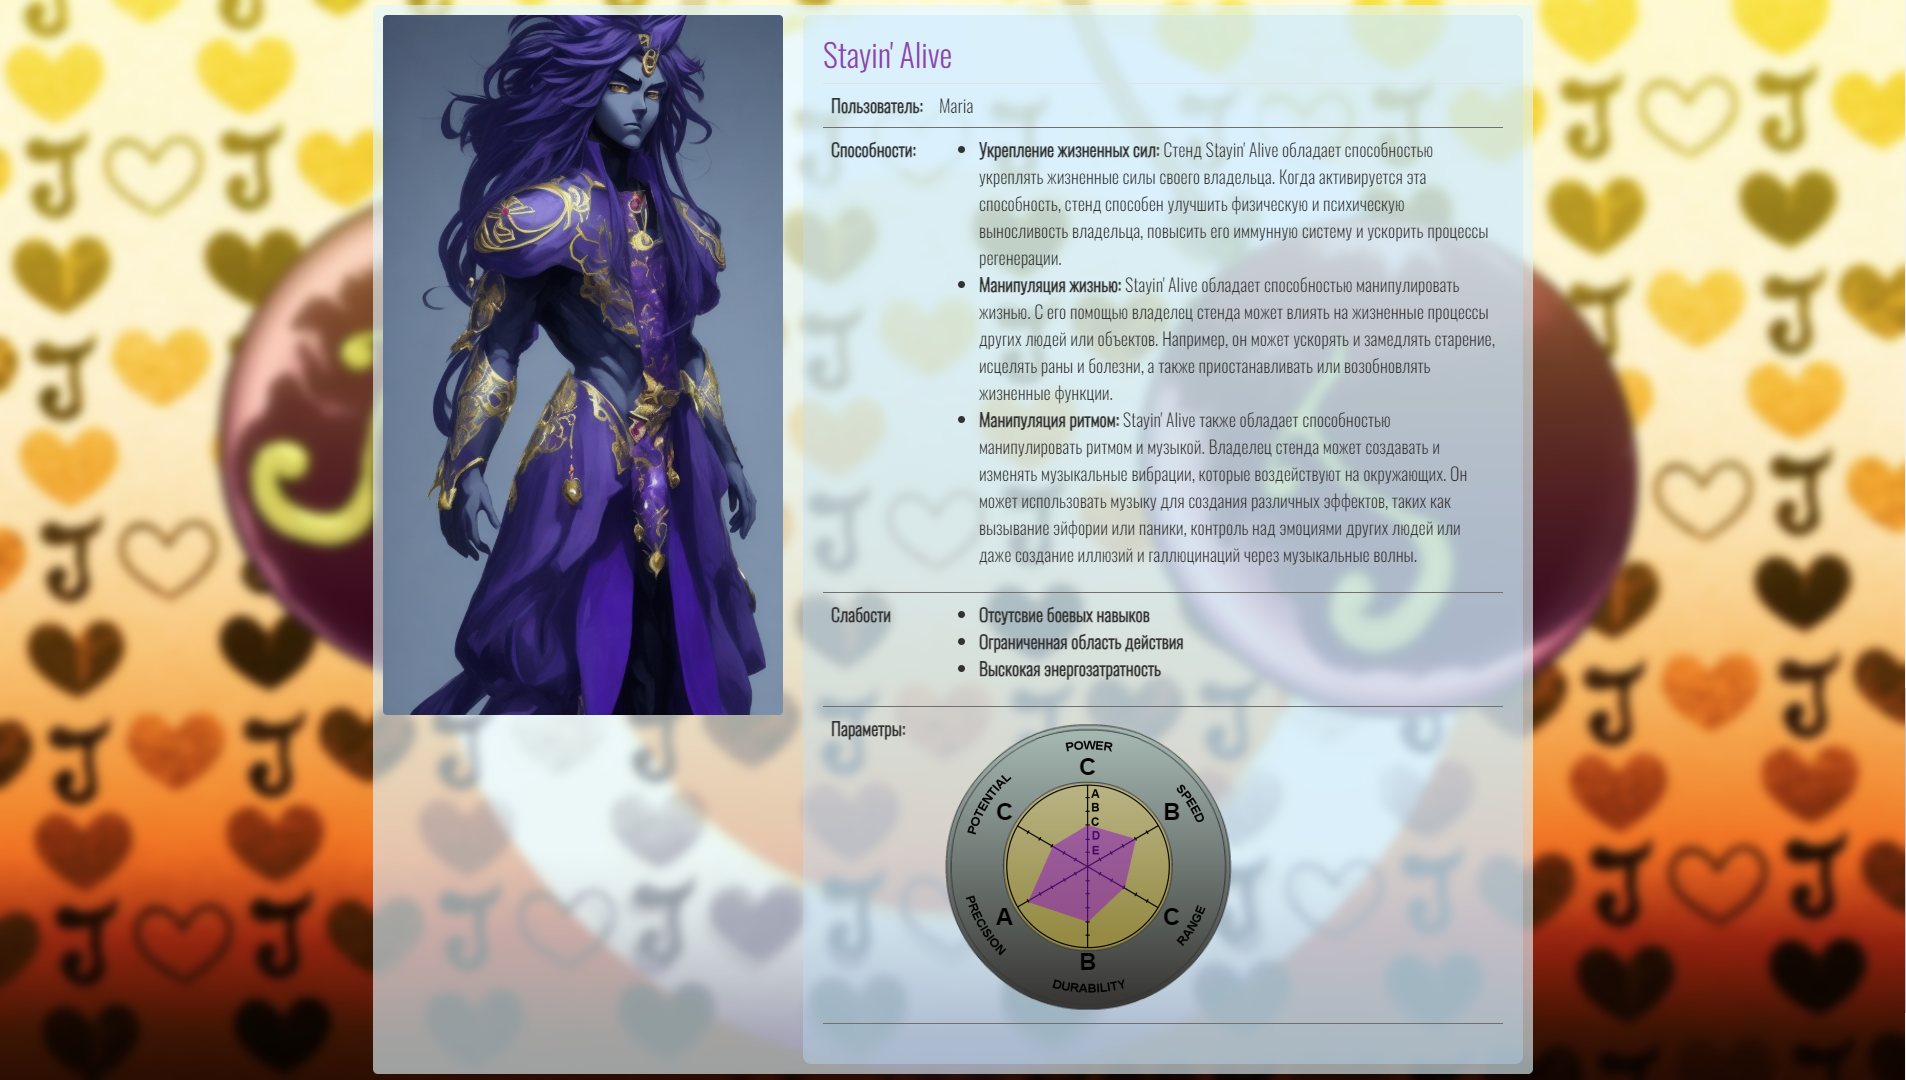 Stayin' Alive
Пользователь: Maria
Способности:
Укрепление жизненных сил: Стенд Stayin' Alive обладает способностью
укреплять жизненные силы своего владельца. Когда активируется эта
способность, стенд способен улучшить физическую и психическую
выносливость владельца, повысить его иммунную систему и ускорить процессы
регенерации.
Манипуляция жизнью: Stayin' Alive обладает способностью манипулировать
жизнью. С его помощью владелец стенда может влиять на жизненные процессы
других людей или объектов. Например, он может ускорять и замедлять старение,
исцелять раны и болезни, а также приостанавливать или возобновлять
жизненные функции.
Манипуляция ритмом: Stayin' Alive также обладает способностью
манипулировать ритмом и музыкой. Владелец стенда может создавать и
изменять музыкальные вибрации, которые воздействуют на окружающих. Он
может использовать музыку для создания различных эффектов, таких как
вызывание эйфории или паники, контроль над эмоциями других людей или
даже создание иллюзий и галлюцинаций через музыкальные волны.
Слабости
Отсутсвие боевых навыков
Ограниченная область действия
Выскокая энергозатратность
Параметры:
POWER
C
SPEED
B
RANGE
C
DURABILITY
B
PRECISION
A
POTENTIAL
C
A
B
C
D
E